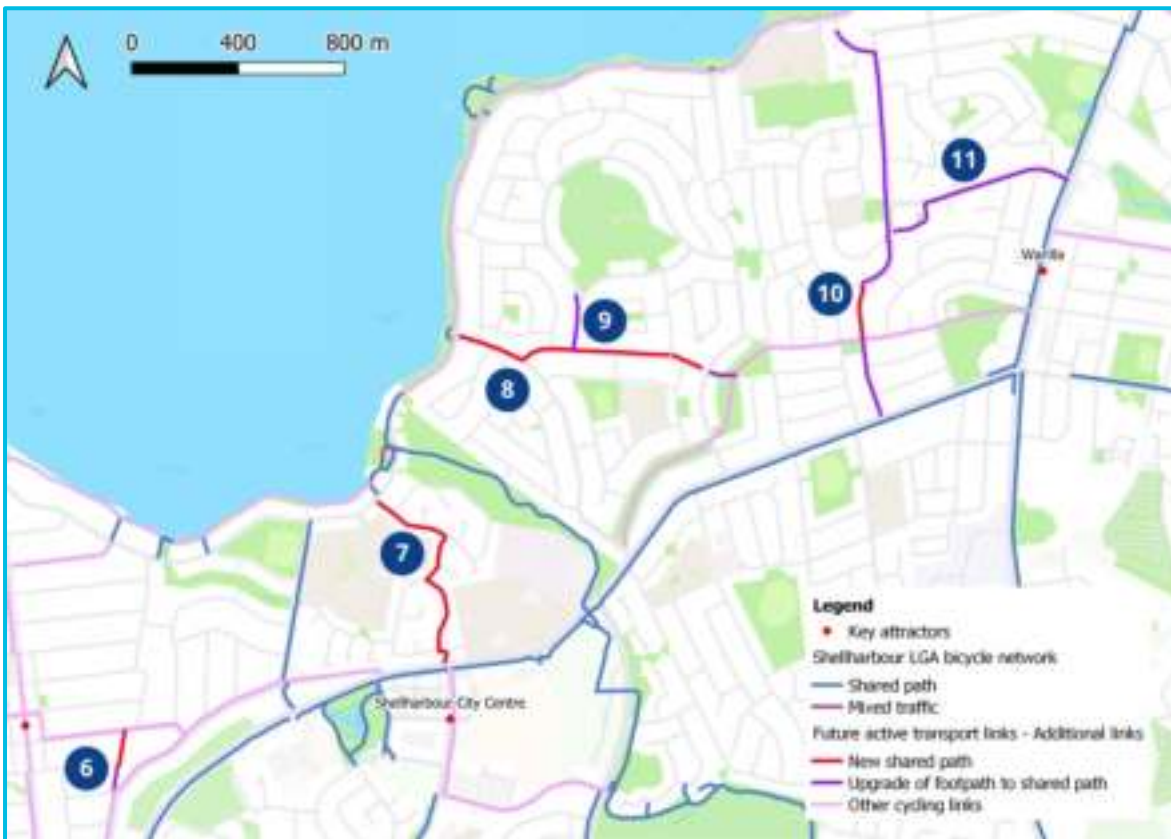 0 400 800 m
11
Warilla
10
9
8
7
Shellharbour City Centre
6
Legend
Key attractors
Shellharbour LGA bicycle network
Shared path
Mixed traffic
Future active transport links - Additional links
New shared path
Upgrade of footpath to shared path
Other cycling links